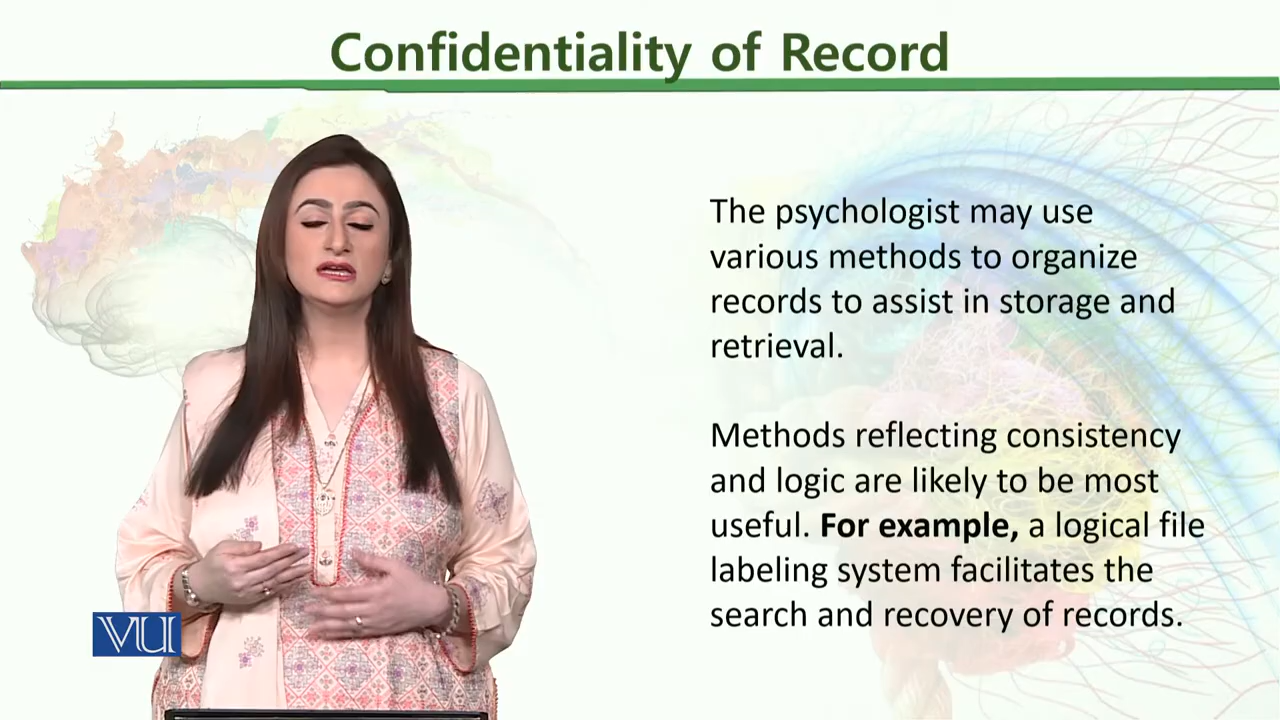 Confidentiality of Record
The psychologist may use
various methods to organize
records to assist in storage and
retrieval.
Methods reflecting consistency
and logic are likely to be most
useful. For example, a logical file
labeling system facilitates the
search and recovery of records.
VU